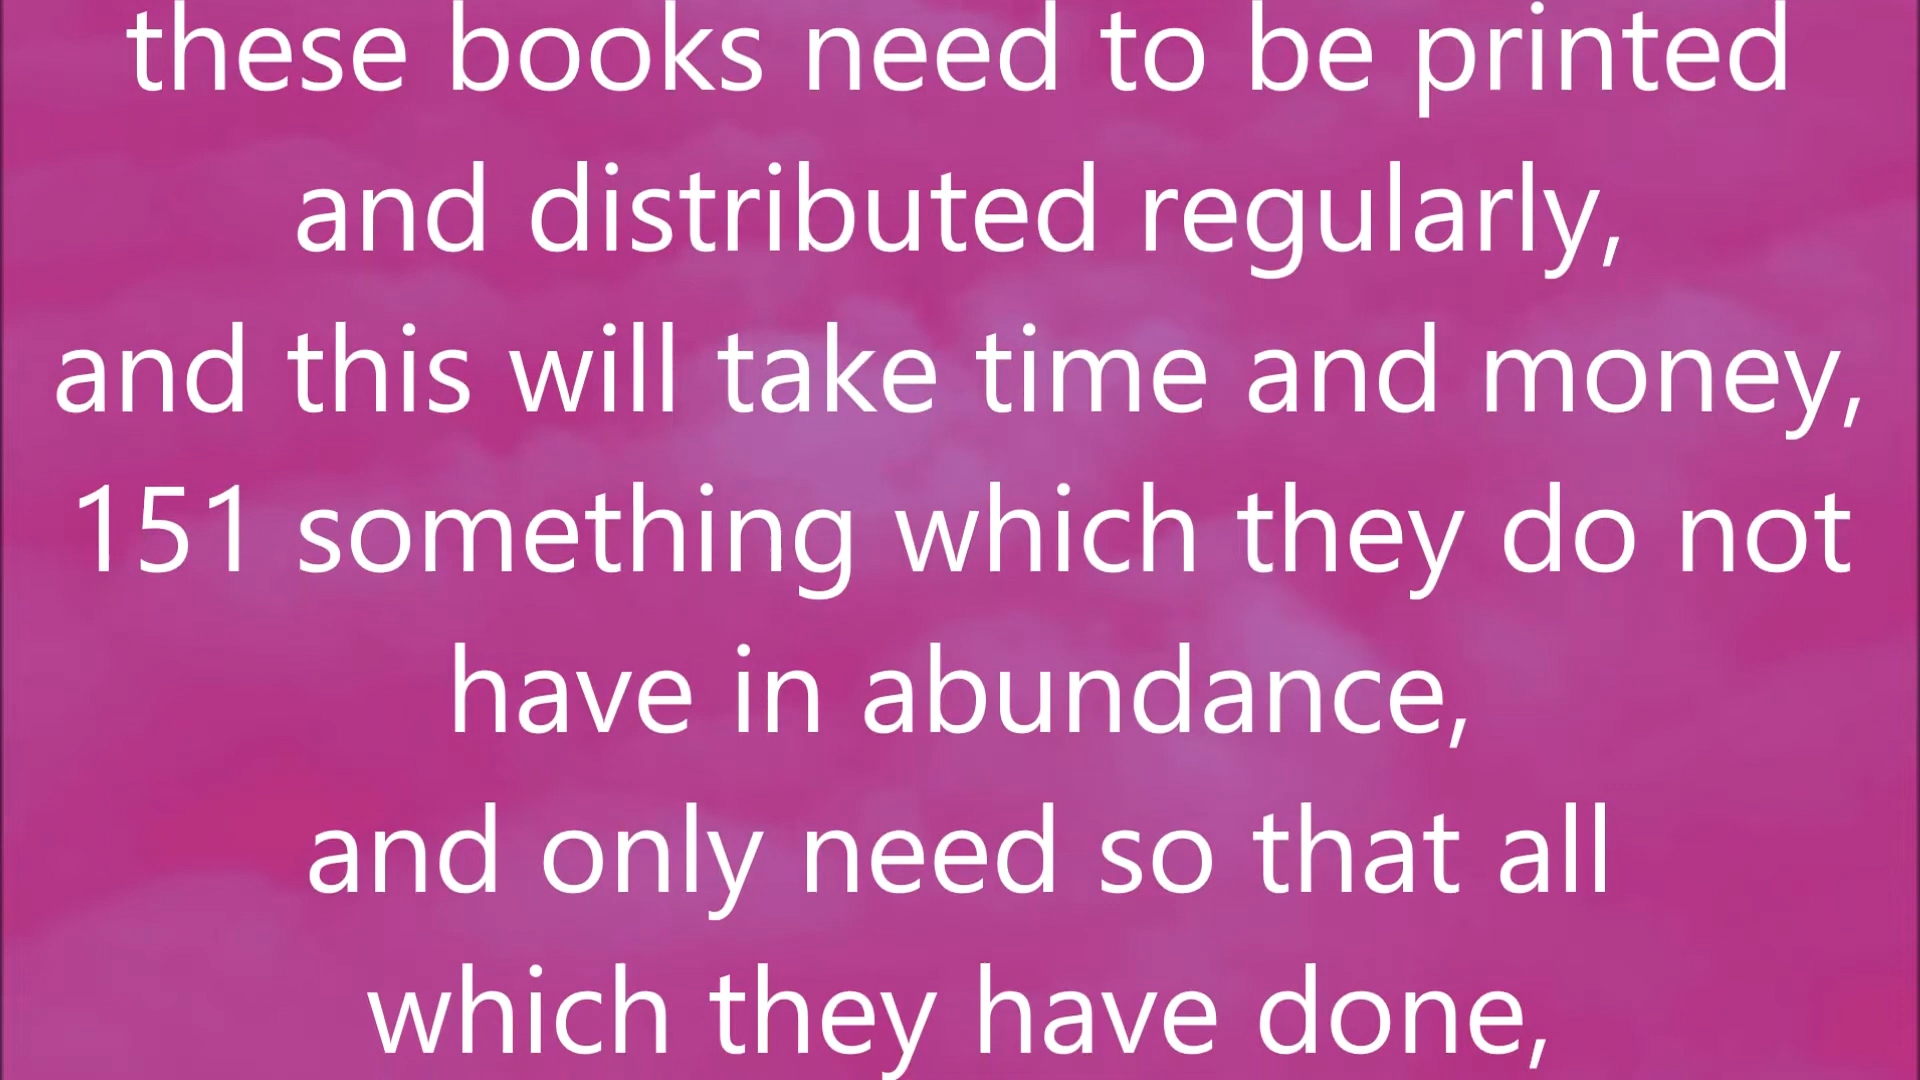 these books need to be printed
and distributed regularly,
and this will take time and money,
151 something which they do not
have in abundance,
and only need so that all
which they have done,